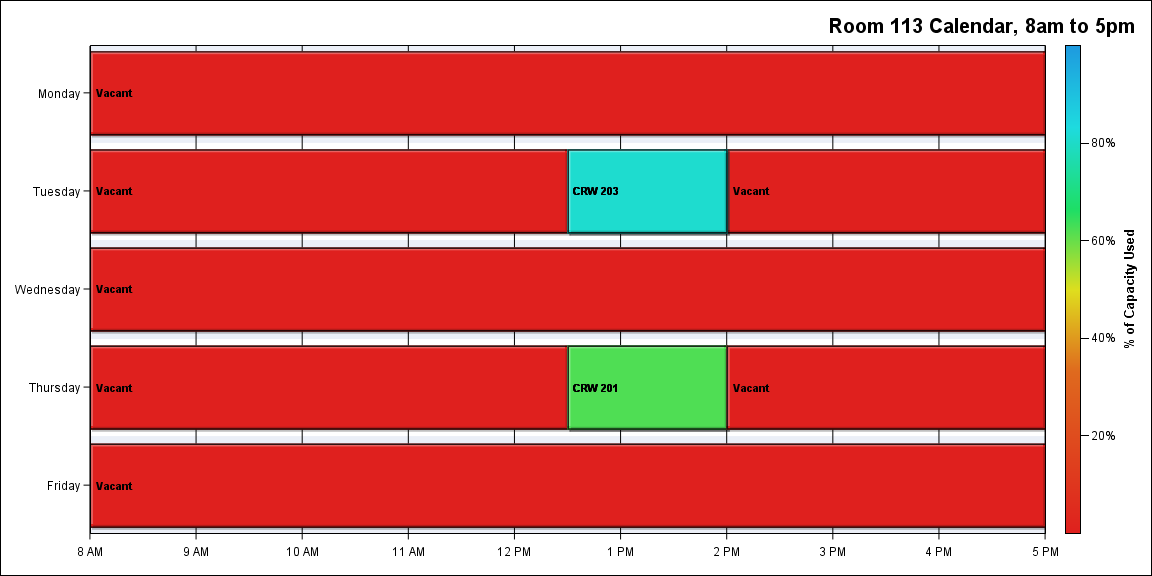 Room 113 Calendar, 8am to 5pm
Monday
Vacant
Tuesday
Vacant
CRW 203
Vacant
Wednesday
Vacant
Thursday
Vacant
CRW 201
Vacant
Friday
Vacant
8 AM
9 AM
10 AM
11 AM
12 PM
1 PM
2 PM
3 PM
4 PM
5 PM
80%
60%
40%
20%
% of Capacity Used